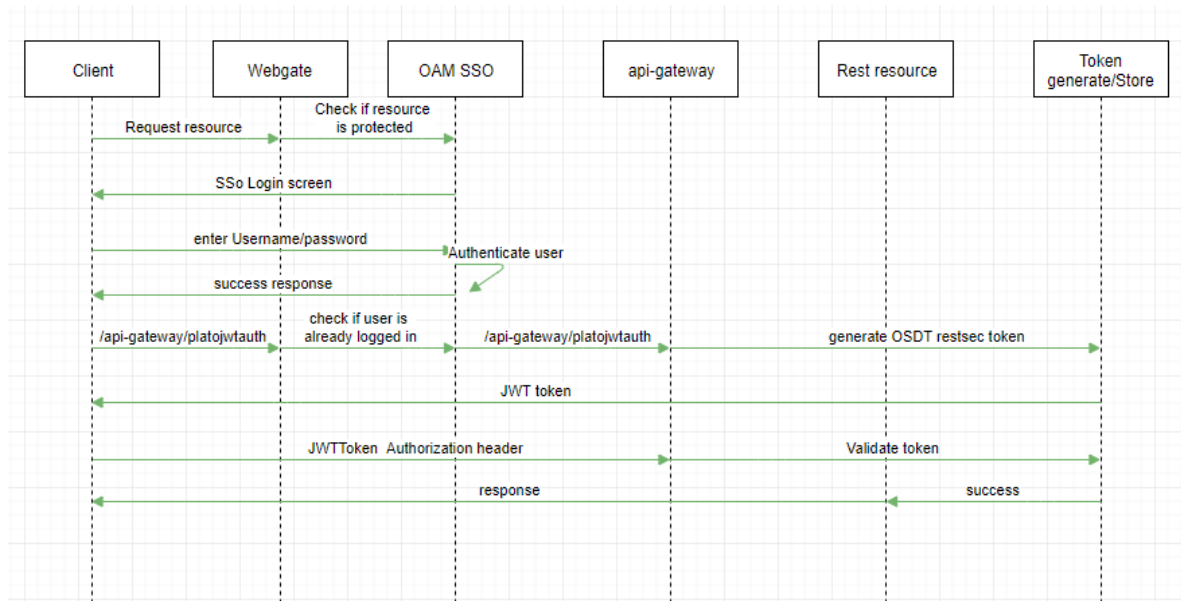 Client
Webgate
OAM SSO
api-gateway
Rest resource
Token
generate/Store
Request resource
Check if resource
is protected
SSo Login screen
enter Username/password
Authenticate user
success response
/api-gateway/platojwtauth
check if user is
already logged in
/api-gateway/platojwtauth
generate OSDT restsec token
JWT token
JWTToken Authorization header
Validate token
response
success